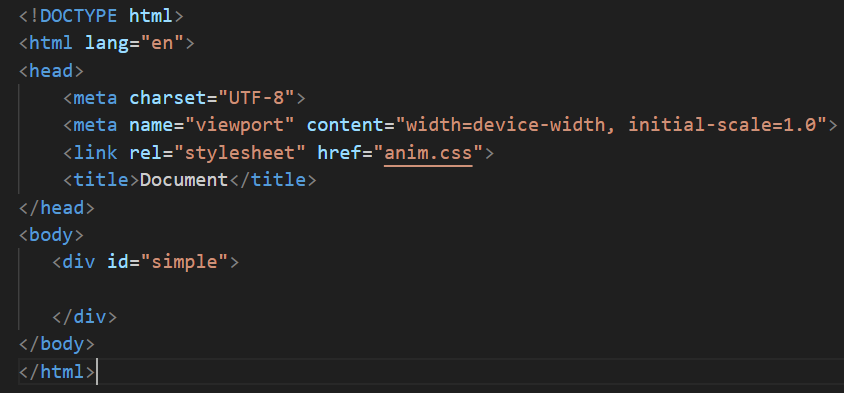 <!DOCTYPE html>
<html lang="en">
<head>
    <meta charset="UTF-8">
    <meta name="viewport" content="width=device-width, initial-scale=1.0">
    <link rel="stylesheet" href="anim.css">
    <title>Document</title>
</head>
<body>
   <div id="simple">

   </div>
</body>
</html>